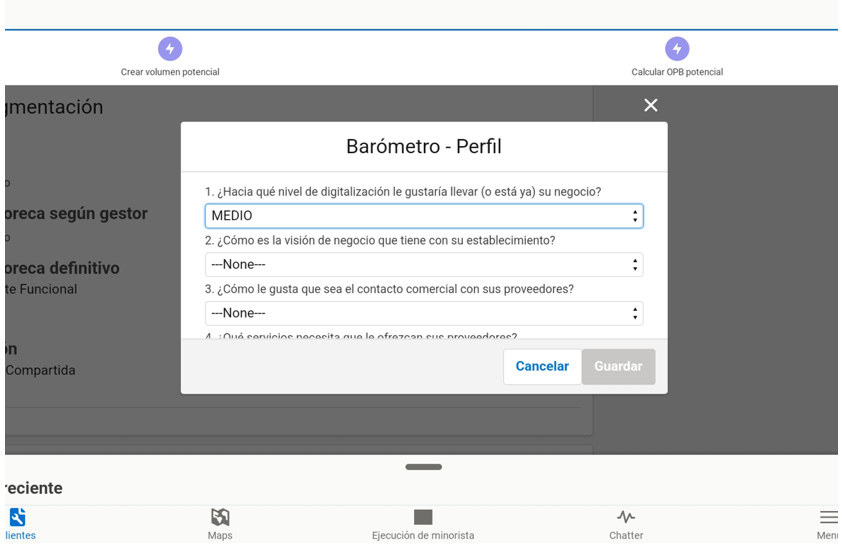 Crear volumen potencial
Calcular OPB potencial
gmentación
o
oreca según gestor
o
oreca definitivo
te Funcional
ón
Compartida
Barómetro - Perfil
1. ¿Hacia qué nivel de digitalización le gustaría llevar (o está ya) su negocio?
MEDIO
2. ¿Cómo es la visión de negocio que tiene con su establecimiento?
---None---
3. ¿Cómo le gusta que sea el contacto comercial con sus proveedores?
---None---
4. ¿Qué servicios necesita que le ofrezcan sus proveedores?
Cancelar
Guardar
reciente
lientes
Maps
Ejecución de minorista
Chatter
Menú